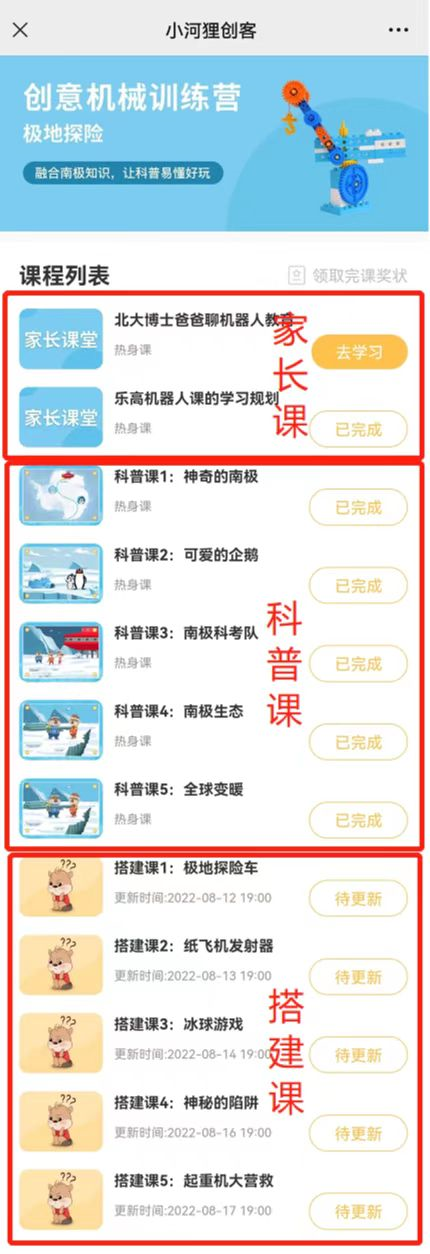 小河狸创客
创意机械训练营
极地探险
融合南极知识，让科普易懂好玩
课程列表
领取完课奖状
家长课堂
北大博士爸爸聊机器人教育
热身课
去学习
家长课堂
乐高机器人课的学习规划
热身课
已完成
家长课
科普课1：神奇的南极
热身课
已完成
科普课2：可爱的企鹅
热身课
已完成
科普课3：南极科考队
热身课
已完成
科普课4：南极生态
热身课
已完成
科普课5：全球变暖
热身课
已完成
科普课
搭建课1：极地探险车
更新时间:2022-08-12 19:00
待更新
搭建课2：纸飞机发射器
更新时间:2022-08-13 19:00
待更新
搭建课3：冰球游戏
更新时间:2022-08-14 19:00
待更新
搭建课4：神秘的陷阱
更新时间:2022-08-16 19:00
待更新
搭建课5：起重机大营救
更新时间:2022-08-17 19:00
待更新
搭建课
???
???
???
???
???